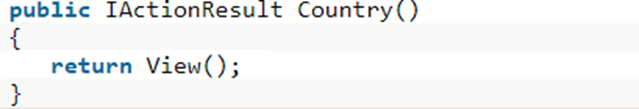 public IActionResult Country()
{
return View();
}